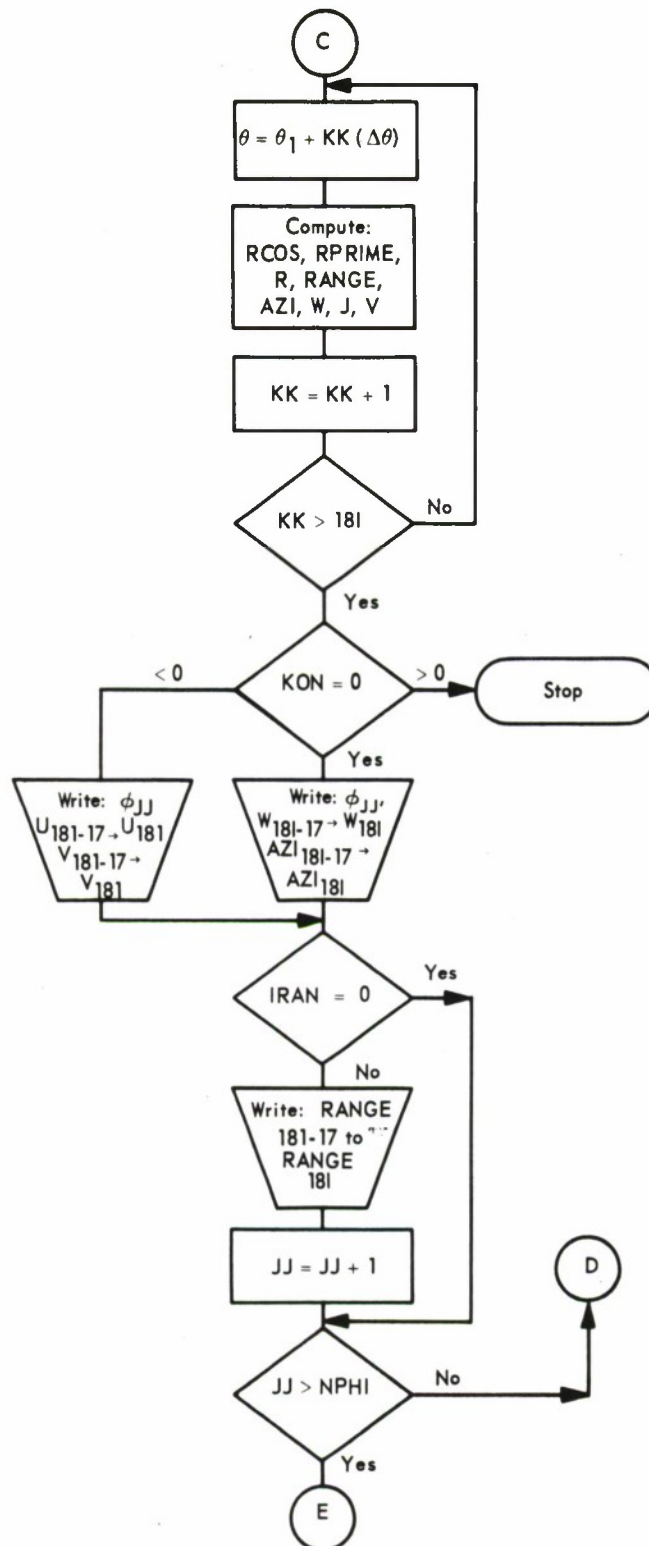 C
θ = θ1 + KK (Δθ)
Compute:
RCOS, RPRIME,
R, RANGE,
AZI, W, J, V
KK = KK + 1
KK > 181
No
Yes
< 0
KON = 0
> 0
Stop
Yes
Write: φJJ
U181-17 → U181
V181-17 →
V181
Write: φJJ,
W181-17 → W181
AZI181-17 →
AZI181
IRAN = 0
Yes
No
Write: RANGE
181-17 to
RANGE
181
JJ = JJ + 1
D
JJ > NPHI
No
Yes
E